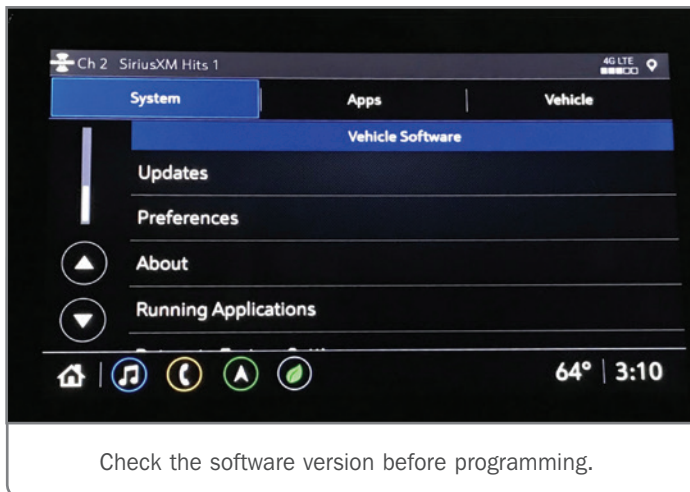 Ch 2 SiriusXM Hits 1
4G LTE
System Apps Vehicle
Vehicle Software
Updates
Preferences
About
Running Applications
64° 3:10
Check the software version before programming.